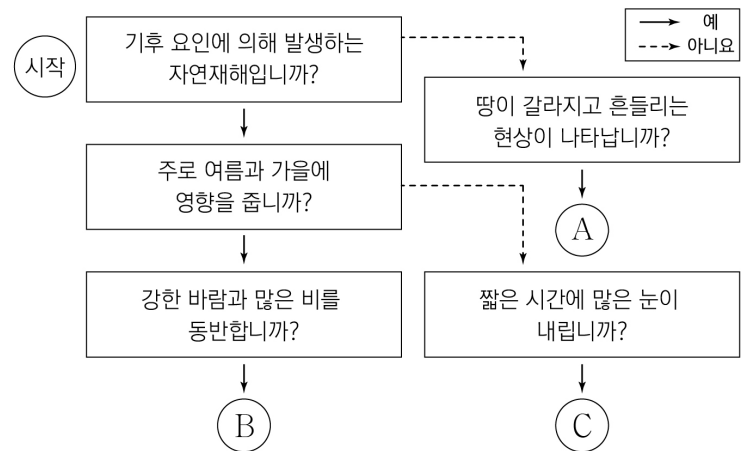 예
아니요
시작
기후 요인에 의해 발생하는
자연재해입니까?
땅이 갈라지고 흔들리는
현상이 나타납니까?
주로 여름과 가을에
영향을 줍니까?
A
강한 바람과 많은 비를
동반합니까?
짧은 시간에 많은 눈이
내립니까?
B
C